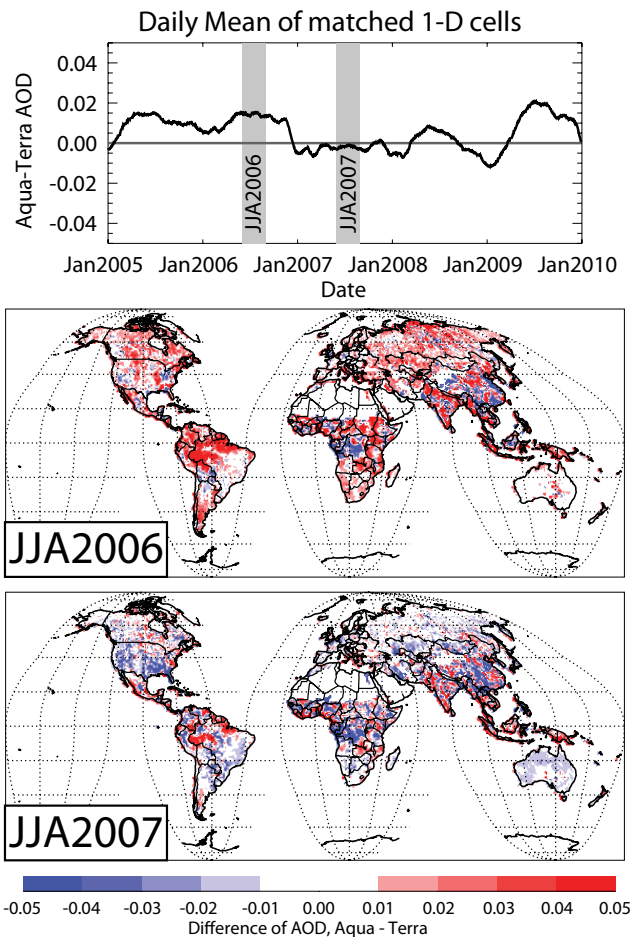 Daily Mean of matched 1-D cells
Aqua-Terra AOD
0.04
0.02
0.00
-0.02
-0.04
JJA2006
JJA2007
Jan2005 Jan2006 Jan2007 Jan2008 Jan2009 Jan2010
Date
JJA2006
JJA2007
-0.05 -0.04 -0.03 -0.02 -0.01 0.00 0.01 0.02 0.03 0.04 0.05
Difference of AOD, Aqua - Terra